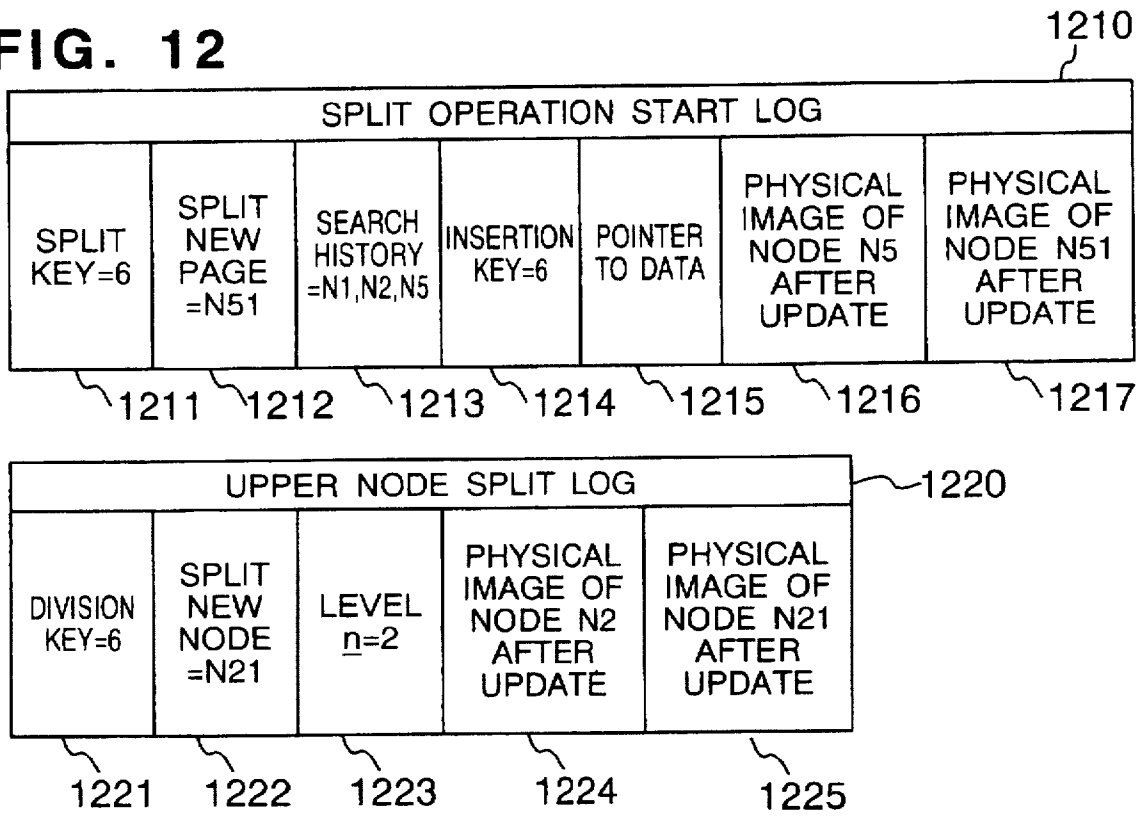 FIG. 12
1210
SPLIT OPERATION START LOG
SPLIT
KEY=6
SPLIT
NEW
PAGE
=N51
SEARCH
HISTORY
=N1,N2,N5
INSERTION
KEY=6
POINTER
TO DATA
PHYSICAL
IMAGE OF
NODE N5
AFTER
UPDATE
PHYSICAL
IMAGE OF
NODE N51
AFTER
UPDATE
1211
1212
1213
1214
1215
1216
1217
UPPER NODE SPLIT LOG
1220
DIVISION
KEY=6
SPLIT
NEW
NODE
=N21
LEVEL
n=2
PHYSICAL
IMAGE OF
NODE N2
AFTER
UPDATE
PHYSICAL
IMAGE OF
NODE N21
AFTER
UPDATE
1221
1222
1223
1224
1225